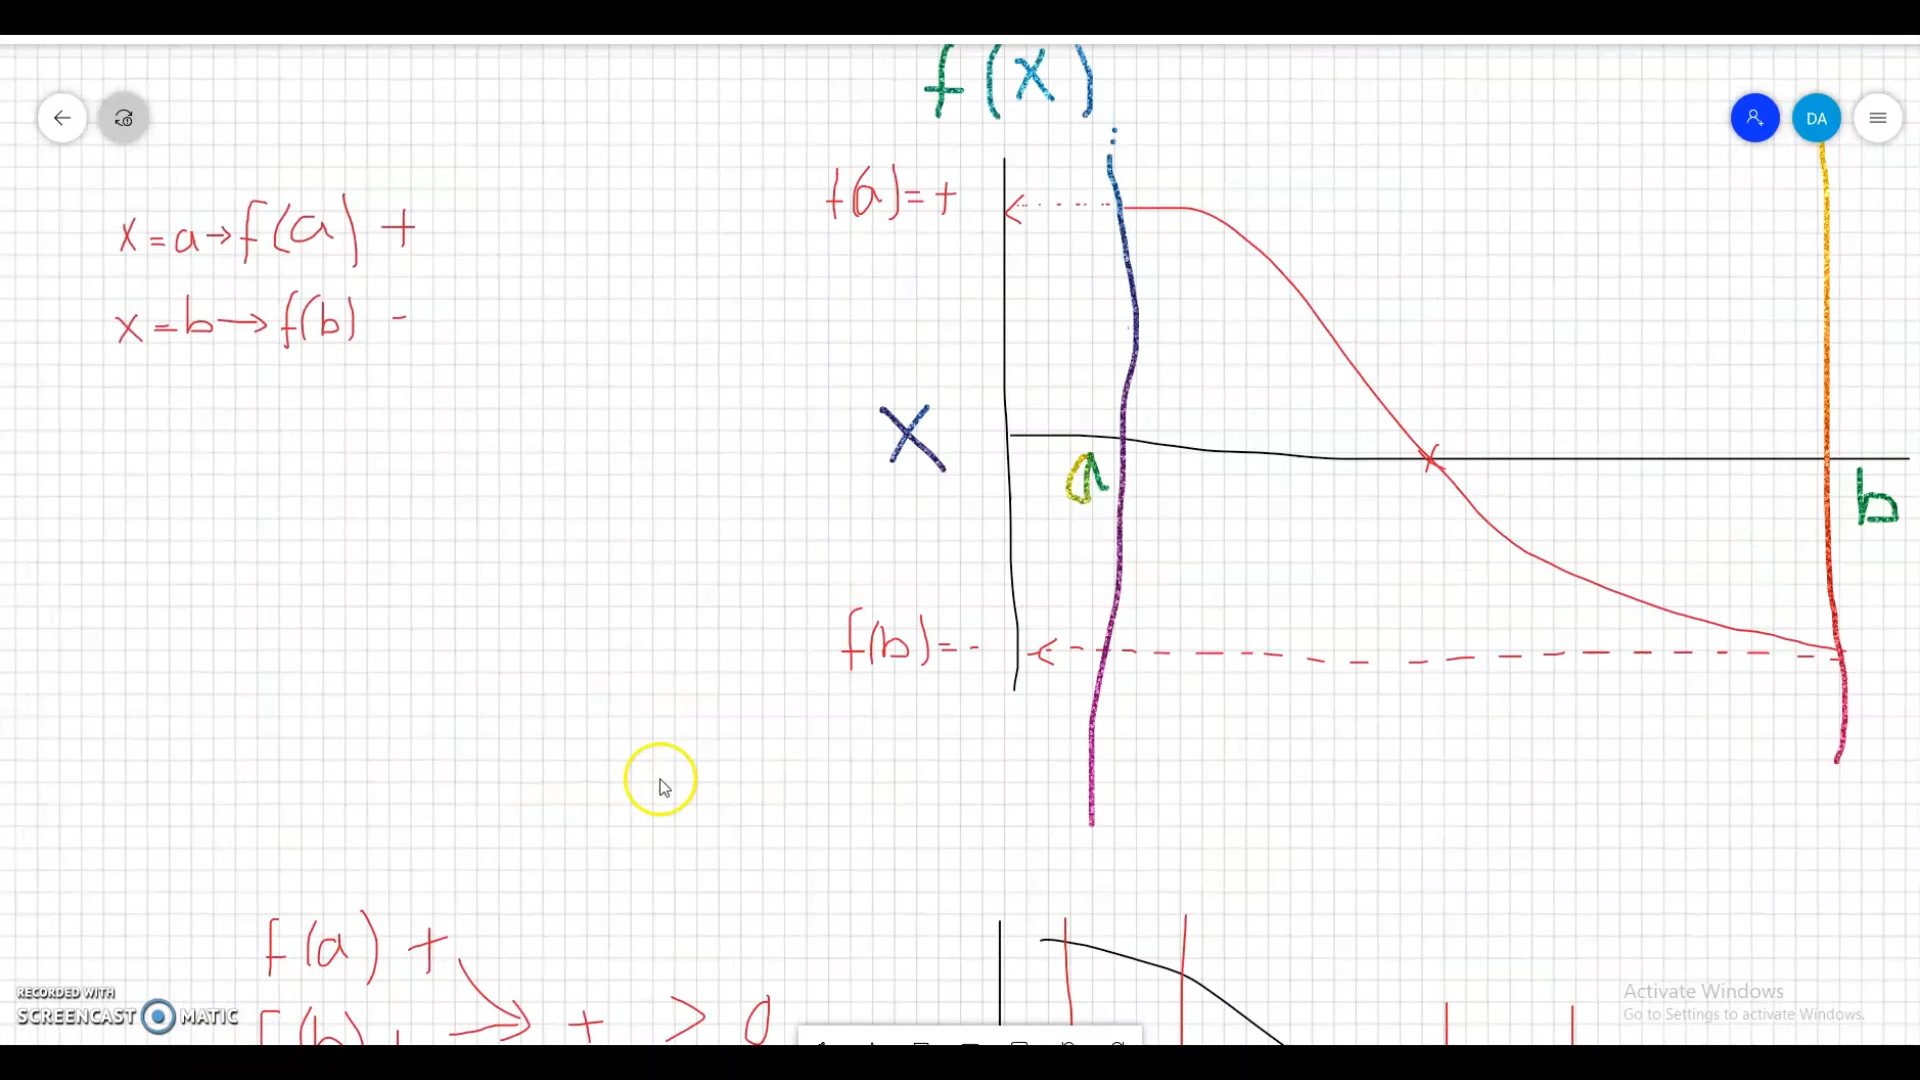 f(x)
DA
f(a)=+
x=a→f(a) +
x=b→f(b) -
X
a
b
f(b)=-
f(a) +
f(b) + → + > 0
RECORDED WITH
SCREENCAST MATIC
Activate Windows
Go to Settings to activate Windows.